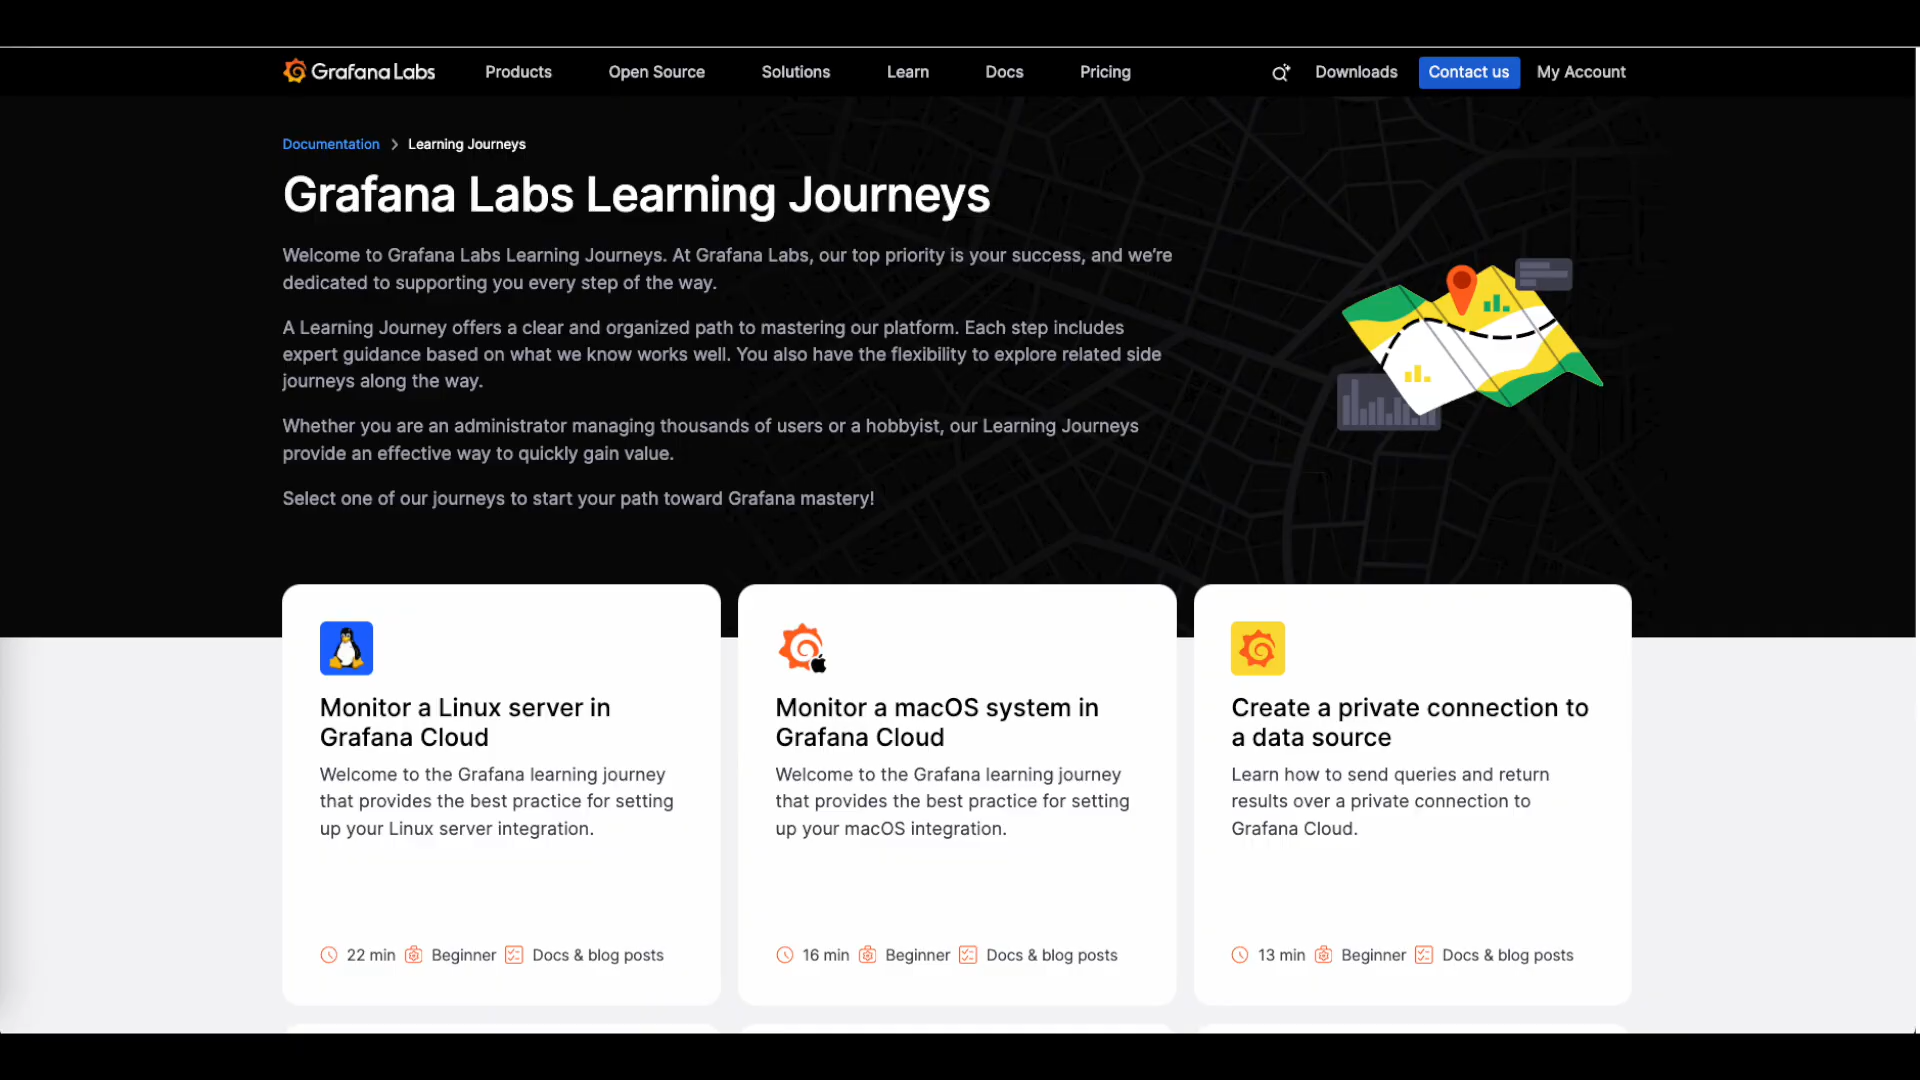 Grafana Labs
Products
Open Source
Solutions
Learn
Docs
Pricing
Downloads
Contact us
My Account
Documentation > Learning Journeys
Grafana Labs Learning Journeys
Welcome to Grafana Labs Learning Journeys. At Grafana Labs, our top priority is your success, and we’re
dedicated to supporting you every step of the way.
A Learning Journey offers a clear and organized path to mastering our platform. Each step includes
expert guidance based on what we know works well. You also have the flexibility to explore related side
journeys along the way.
Whether you are an administrator managing thousands of users or a hobbyist, our Learning Journeys
provide an effective way to quickly gain value.
Select one of our journeys to start your path toward Grafana mastery!
Monitor a Linux server in
Grafana Cloud
Welcome to the Grafana learning journey
that provides the best practice for setting
up your Linux server integration.
22 min Beginner Docs & blog posts
Monitor a macOS system in
Grafana Cloud
Welcome to the Grafana learning journey
that provides the best practice for setting
up your macOS integration.
16 min Beginner Docs & blog posts
Create a private connection to
a data source
Learn how to send queries and return
results over a private connection to
Grafana Cloud.
13 min Beginner Docs & blog posts